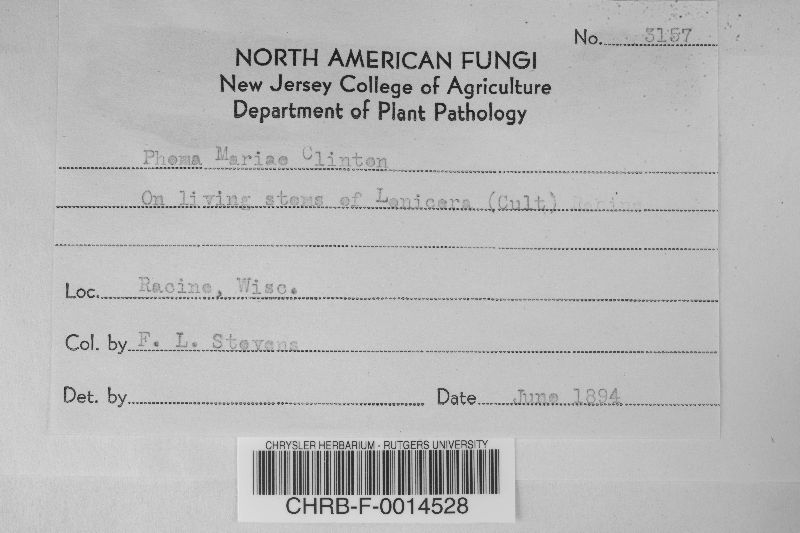 No. 3157
NORTH AMERICAN FUNGI
New Jersey College of Agriculture
Department of Plant Pathology
Phoma Mariae Clinton
On living stems of Lonicera (Cult)
Loc. Racine, Wisc.
Col. by F. L. Stevens
Det. by
Date June 1894
CHRYSLER HERBARIUM - RUTGERS UNIVERSITY
CHRB-F-0014528